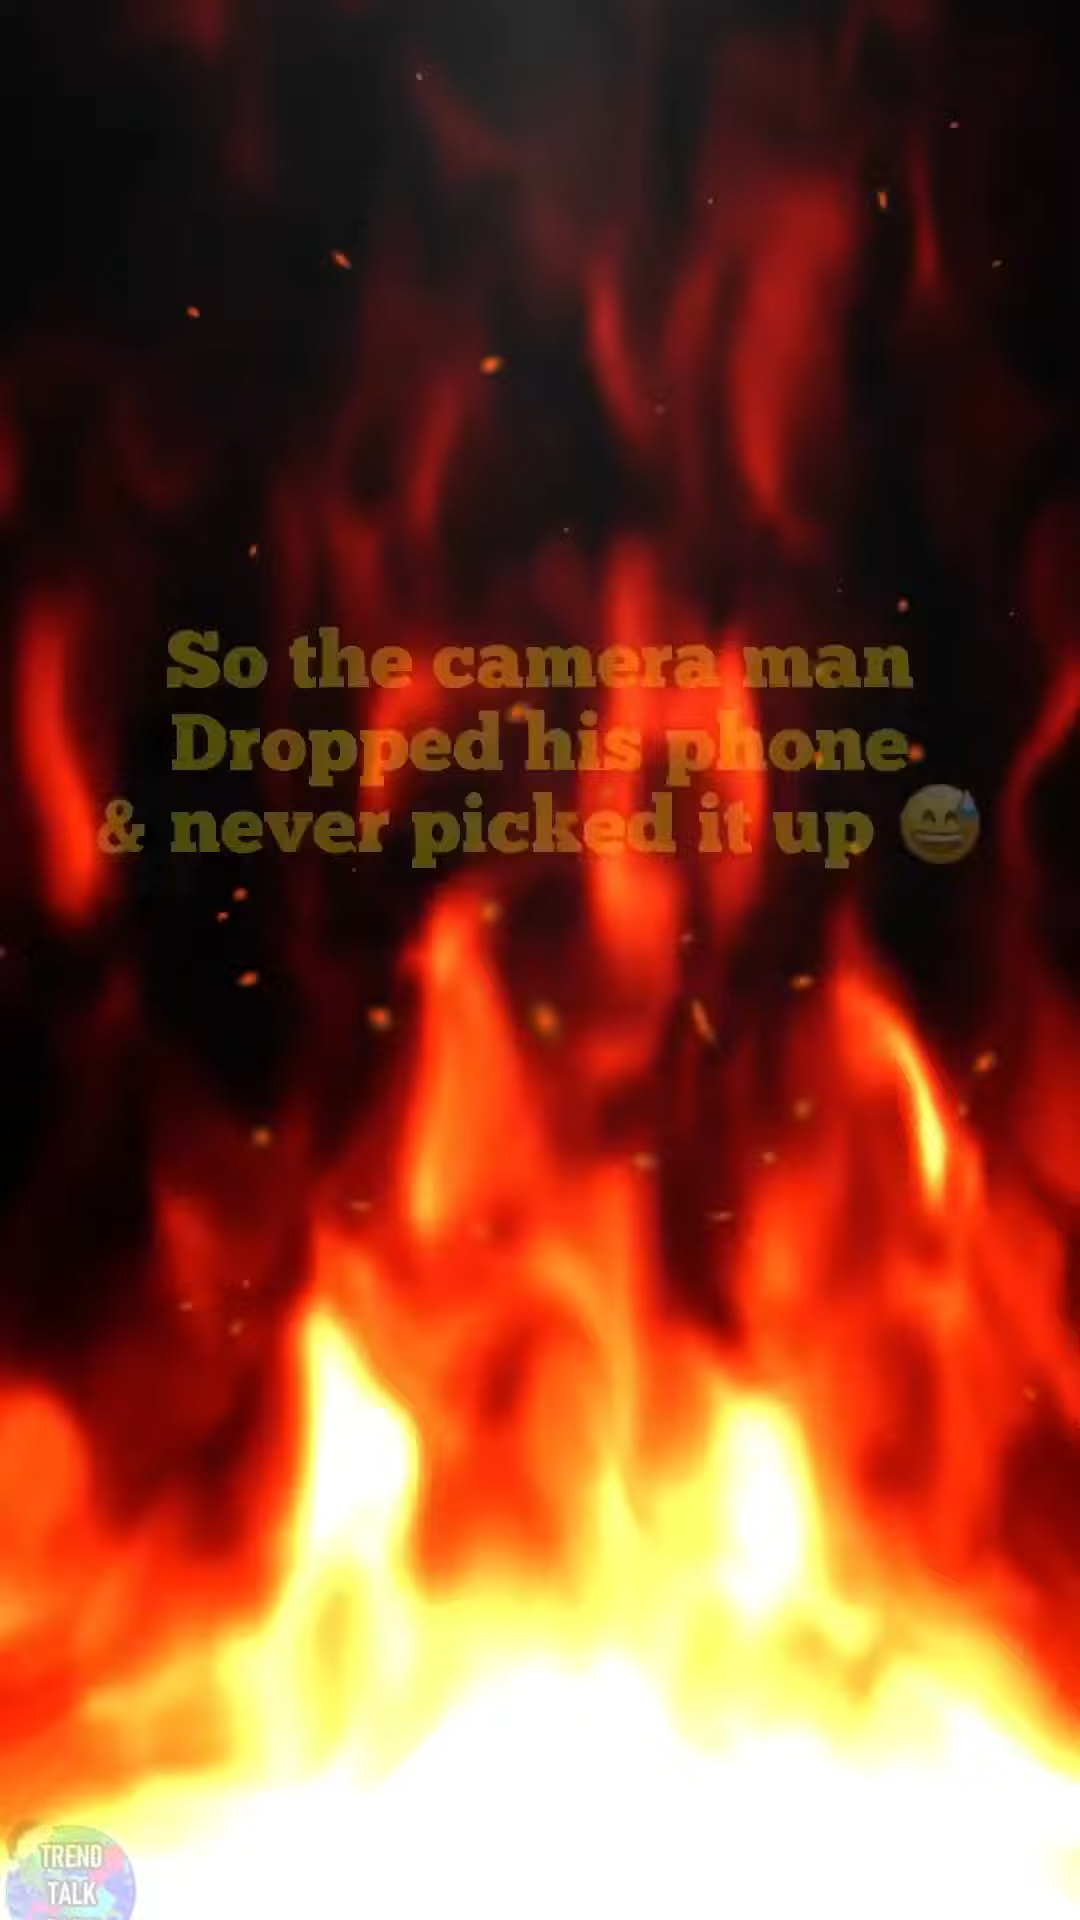 So the camera man
Dropped his phone
& never picked it up 😅
TREND
TALK